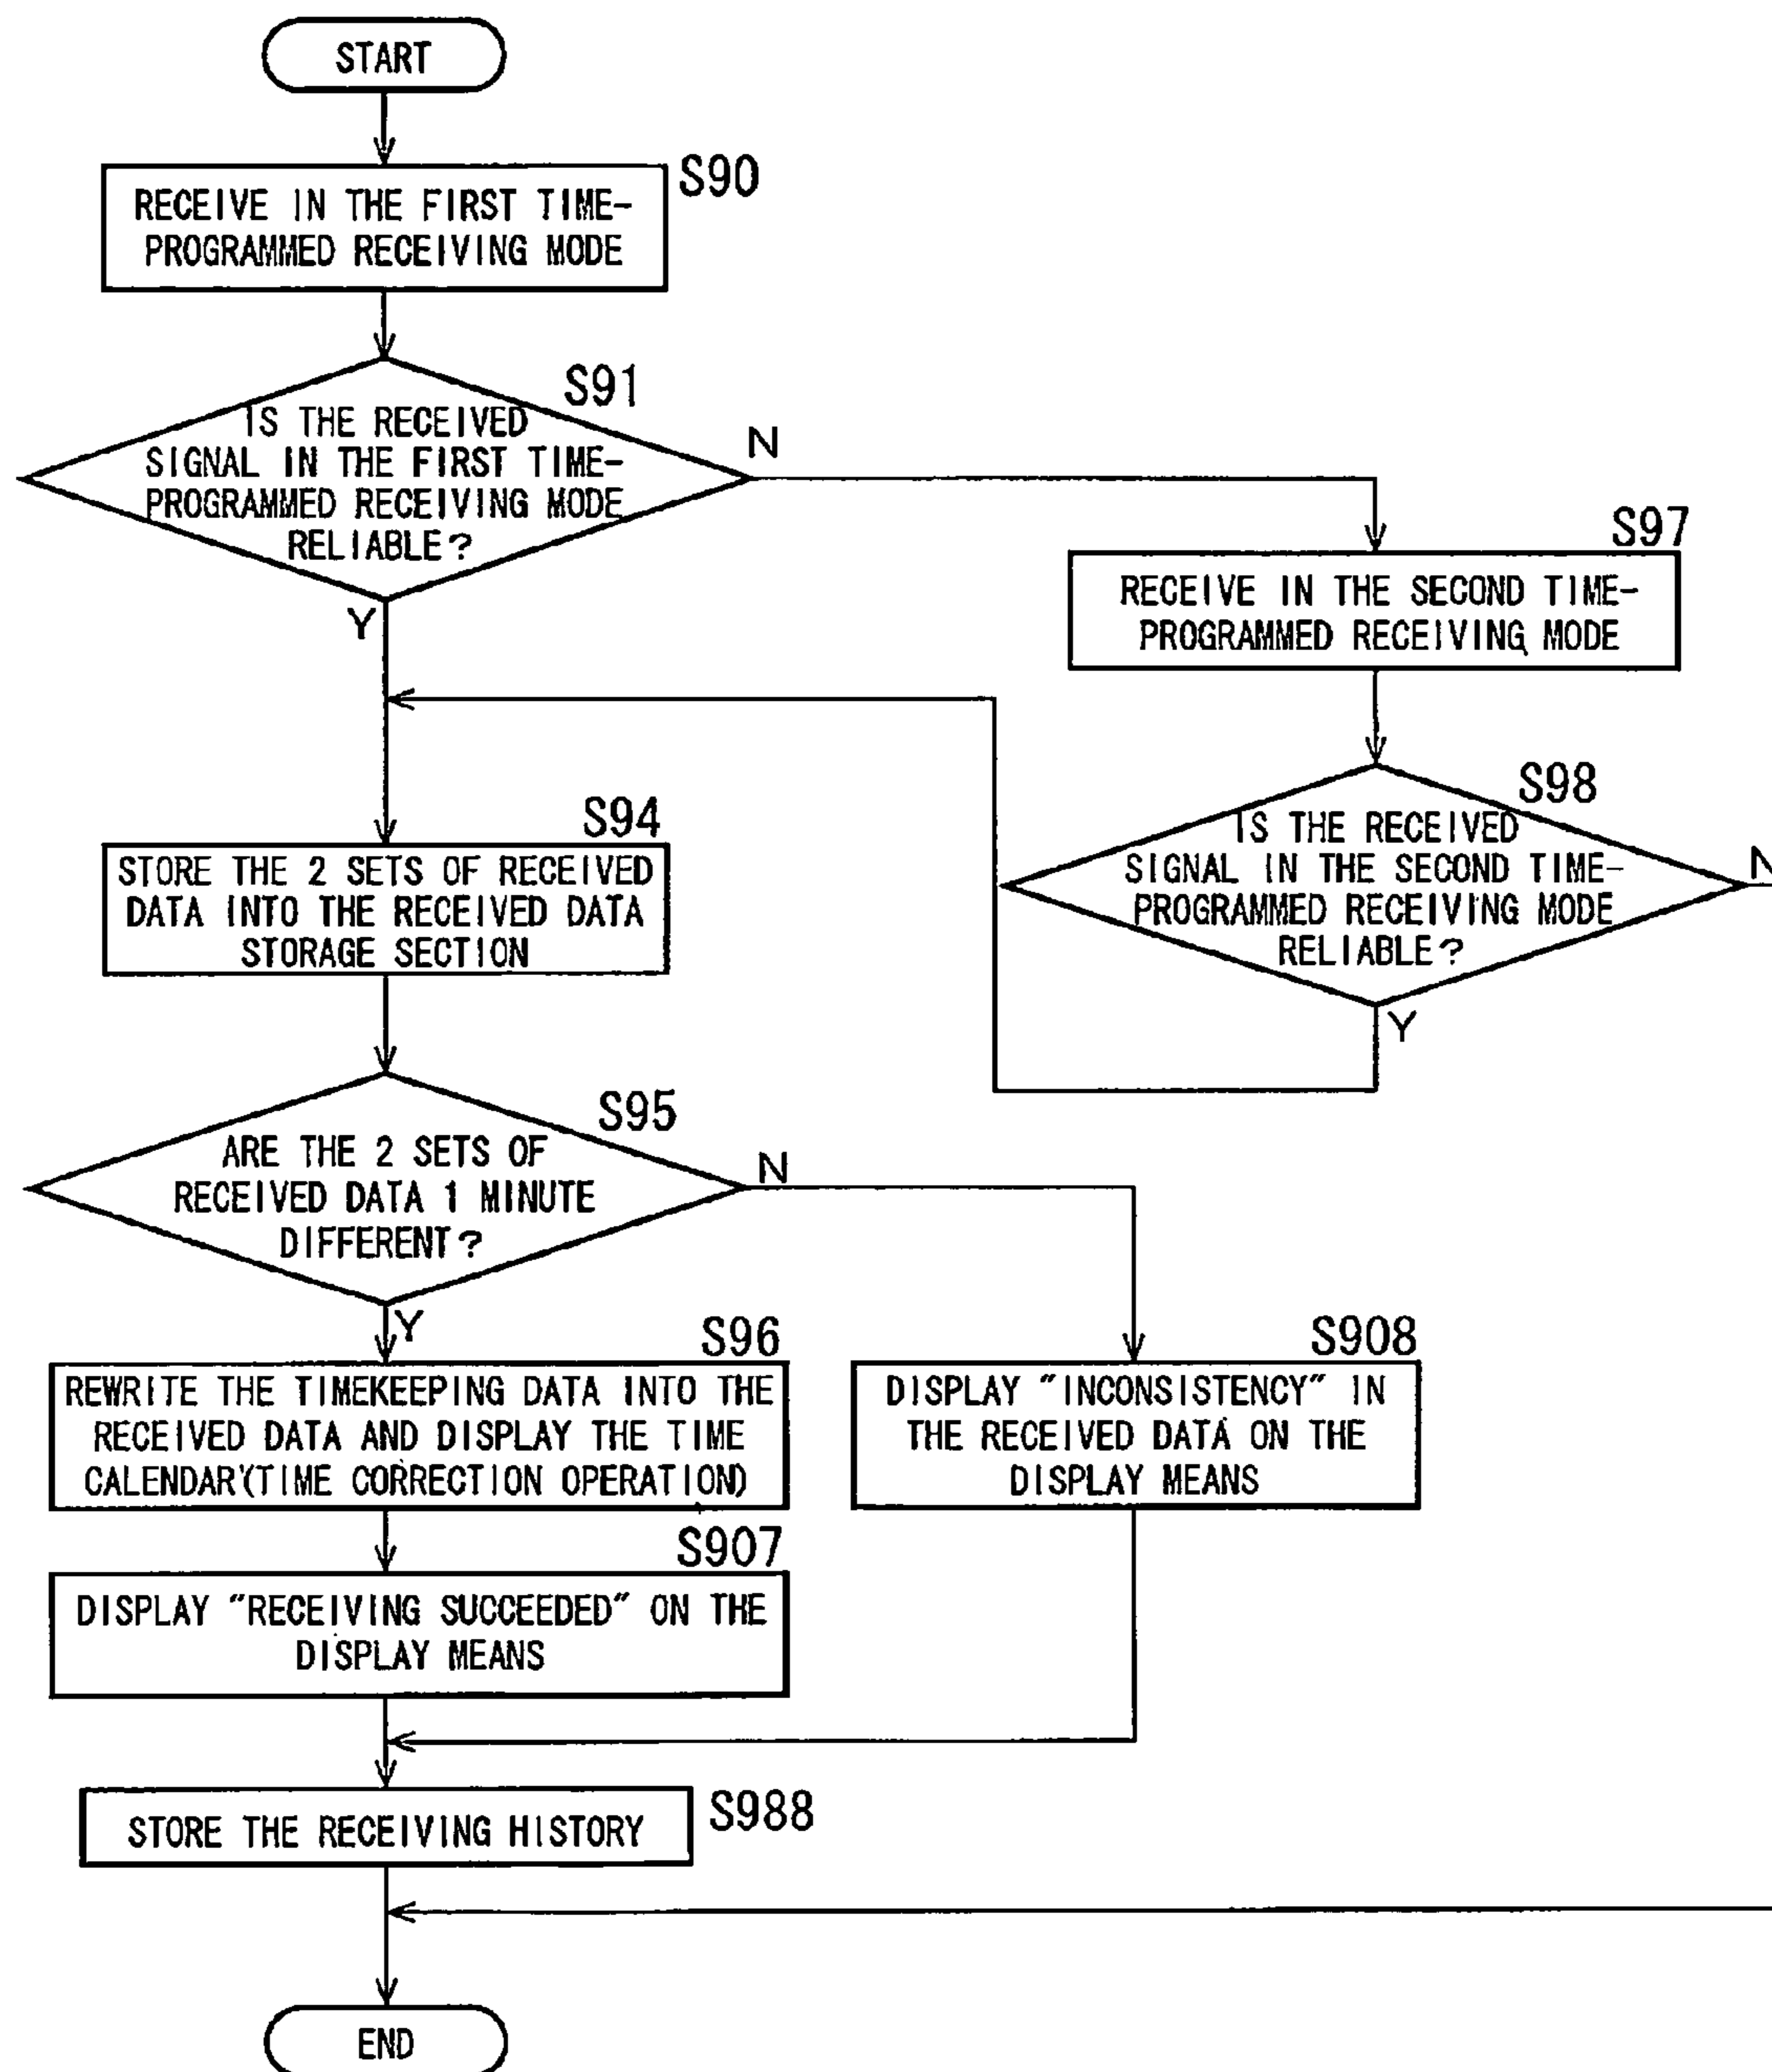 START
S90
RECEIVE IN THE FIRST TIME-
PROGRAMMED RECEIVING MODE
S91
IS THE RECEIVED
SIGNAL IN THE FIRST TIME-
PROGRAMMED RECEIVING MODE
RELIABLE?
N
Y
S97
RECEIVE IN THE SECOND TIME-
PROGRAMMED RECEIVING MODE
S98
IS THE RECEIVED
SIGNAL IN THE SECOND TIME-
PROGRAMMED RECEIVING MODE
RELIABLE?
N
Y
S94
STORE THE 2 SETS OF RECEIVED
DATA INTO THE RECEIVED DATA
STORAGE SECTION
S95
ARE THE 2 SETS OF
RECEIVED DATA 1 MINUTE
DIFFERENT?
N
Y
S96
REWRITE THE TIMEKEEPING DATA INTO THE
RECEIVED DATA AND DISPLAY THE TIME
CALENDAR (TIME CORRECTION OPERATION)
S908
DISPLAY "INCONSISTENCY" IN
THE RECEIVED DATA ON THE
DISPLAY MEANS
S907
DISPLAY "RECEIVING SUCCEEDED" ON THE
DISPLAY MEANS
STORE THE RECEIVING HISTORY
S988
END